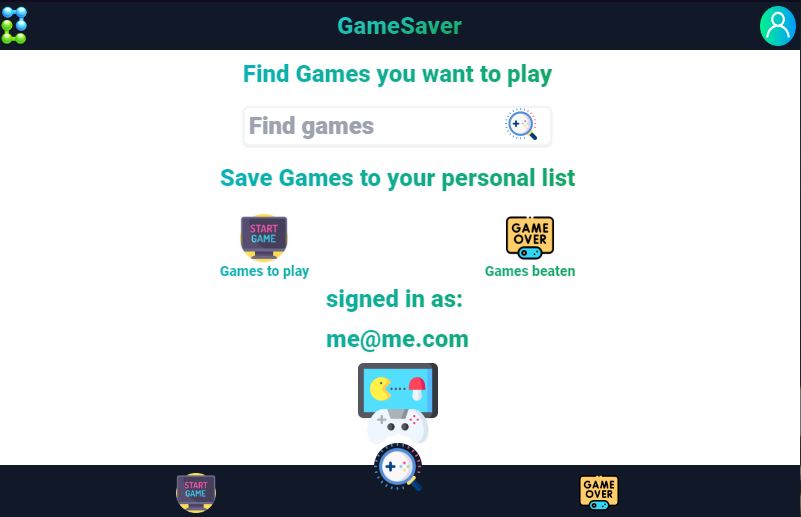 GameSaver
Find Games you want to play
Find games
Save Games to your personal list
START
GAME
GAME
OVER
Games to play
Games beaten
signed in as:
me@me.com
START
GAME
GAME
OVER